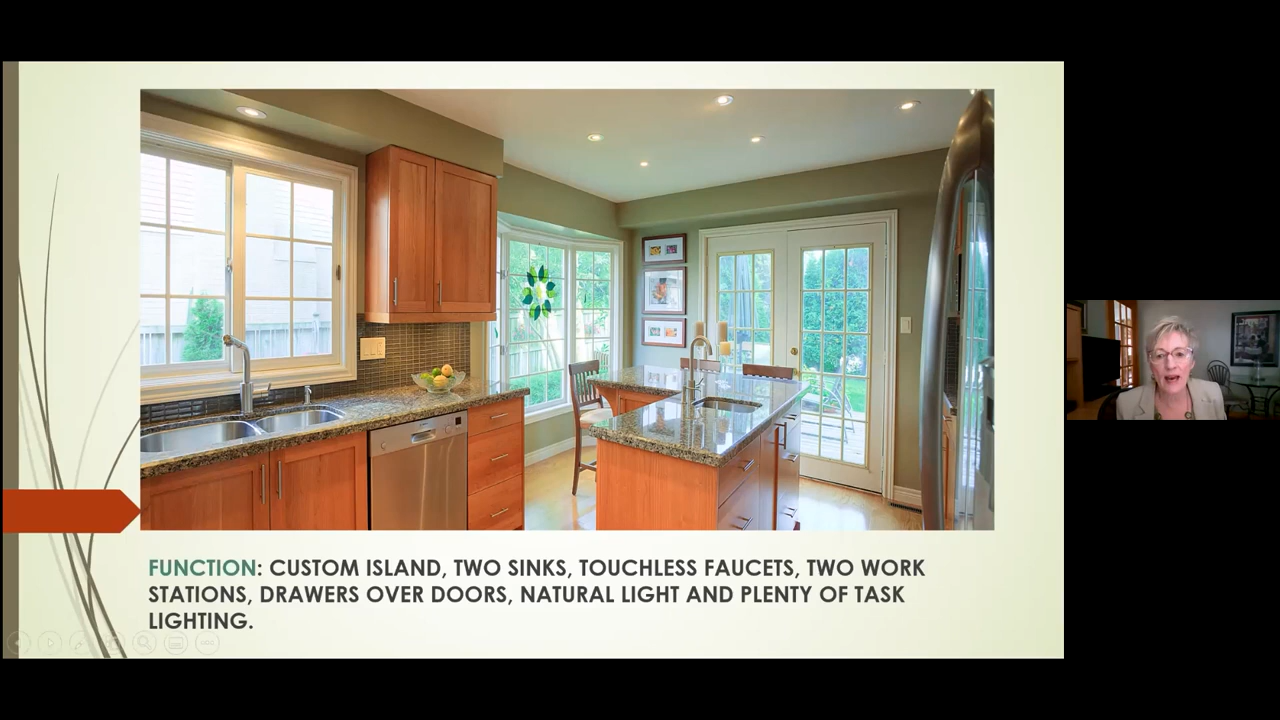 FUNCTION: CUSTOM ISLAND, TWO SINKS, TOUCHLESS FAUCETS, TWO WORK
STATIONS, DRAWERS OVER DOORS, NATURAL LIGHT AND PLENTY OF TASK
LIGHTING.